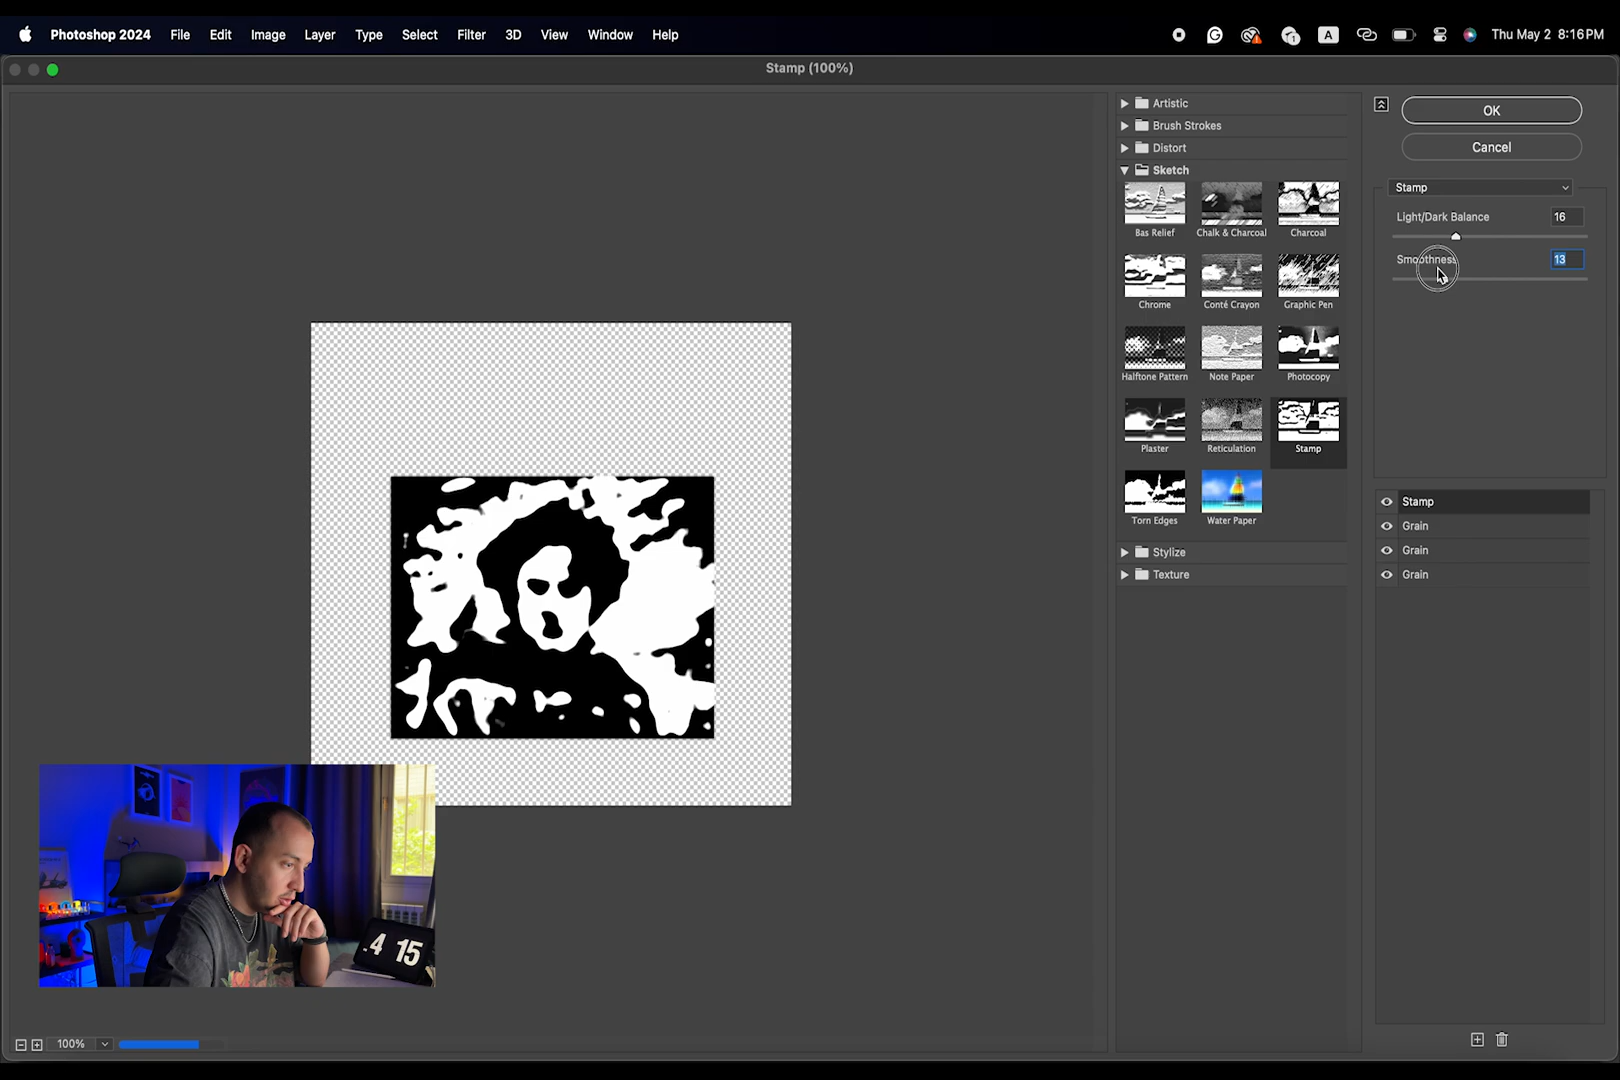 Photoshop 2024 File Edit Image Layer Type Select Filter 3D View Window Help A Thu May 2 8:16 PM
Stamp (100%)
Artistic
Brush Strokes
Distort
Sketch
Bas Relief Chalk & Charcoal Charcoal
Chrome Conté Crayon Graphic Pen
Halftone Pattern Note Paper Photocopy
Plaster Reticulation Stamp
Torn Edges Water Paper
Stylize
Texture
OK
Cancel
Stamp
Light/Dark Balance 16
Smoothness 13
Stamp
Grain
Grain
Grain
4 15
100%